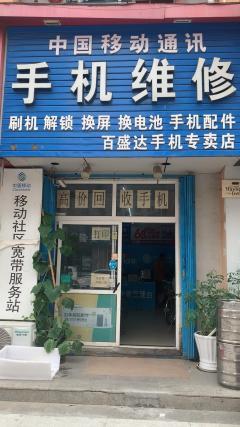 中国移动通讯
手机维修
刷机 解锁 换屏 换电池 手机配件
百盛达手机专卖店
高价回收手机
中国移动
移动社区宽带服务站
打印